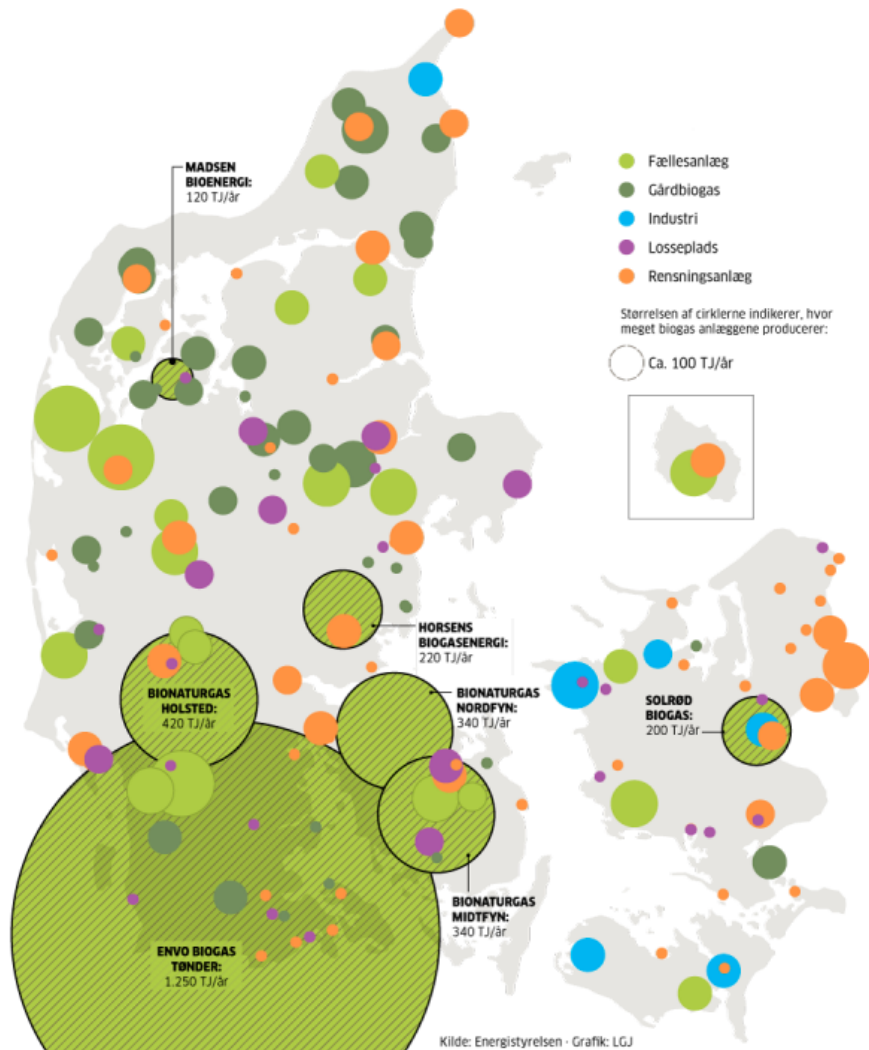 MADSEN
BIOENERGI:
120 TJ/år
Fællesanlæg
Gårdbiogas
Industri
Losseplads
Rensningsanlæg
Størrelsen af cirklerne indikerer, hvor
meget biogas anlæggene producerer:
Ca. 100 TJ/år
HORSENS
BIOGASENERGI:
220 TJ/år
BIONATURGAS
HOLSTED:
420 TJ/år
BIONATURGAS
NORDFYN:
340 TJ/år
SOLRØD
BIOGAS:
200 TJ/år
BIONATURGAS
MIDTFYN:
340 TJ/år
ENVO BIOGAS
TØNDER:
1.250 TJ/år
Kilde: Energistyrelsen · Grafik: LGJ